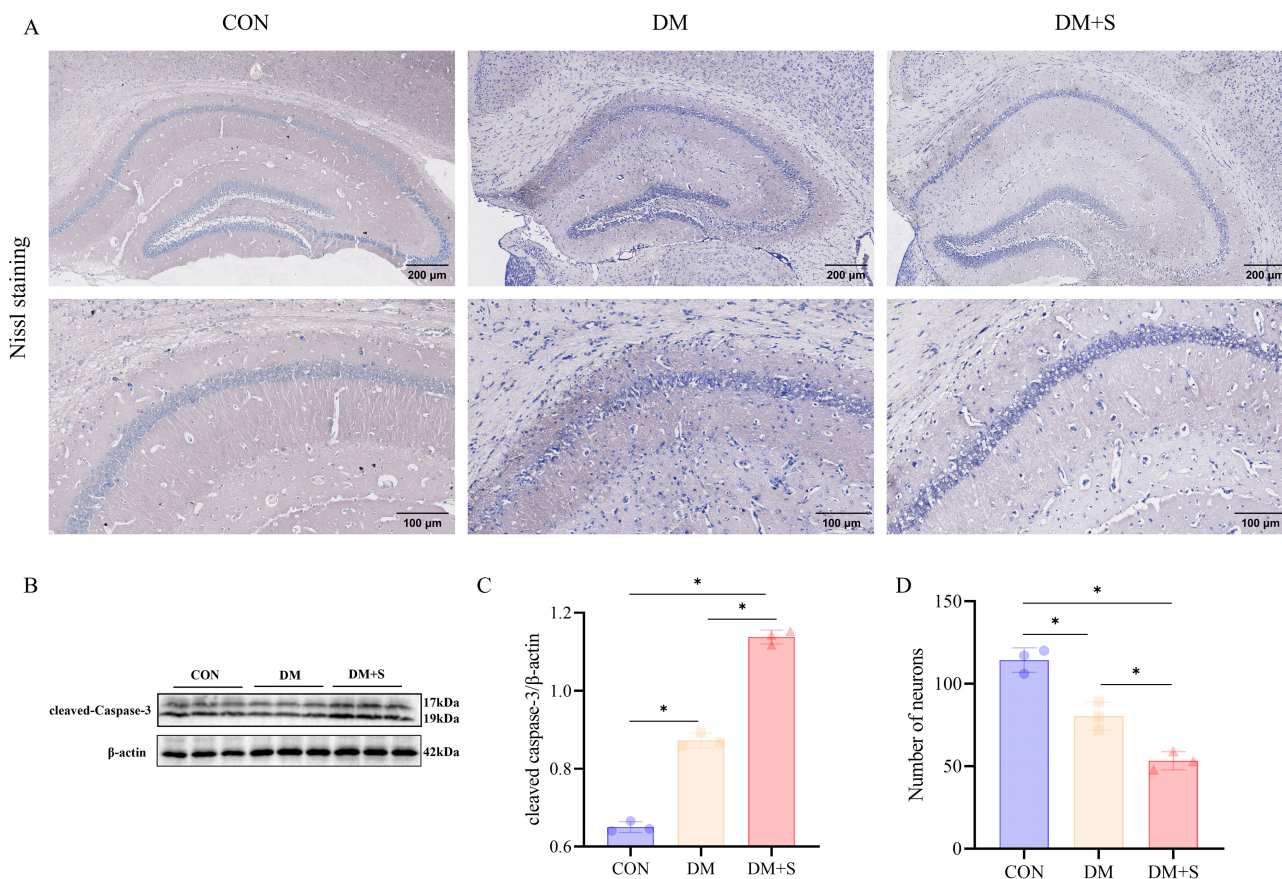 A
CON
DM
DM+S
Nissl staining
200 µm
200 µm
200 µm
100 µm
100 µm
100 µm
B
CON
DM
DM+S
cleaved-Caspase-3
17kDa
19kDa
β-actin
42kDa
C
cleaved caspase-3/β-actin
1.2
1.0
0.8
0.6
*
*
*
CON
DM
DM+S
D
Number of neurons
150
100
50
0
*
*
*
CON
DM
DM+S